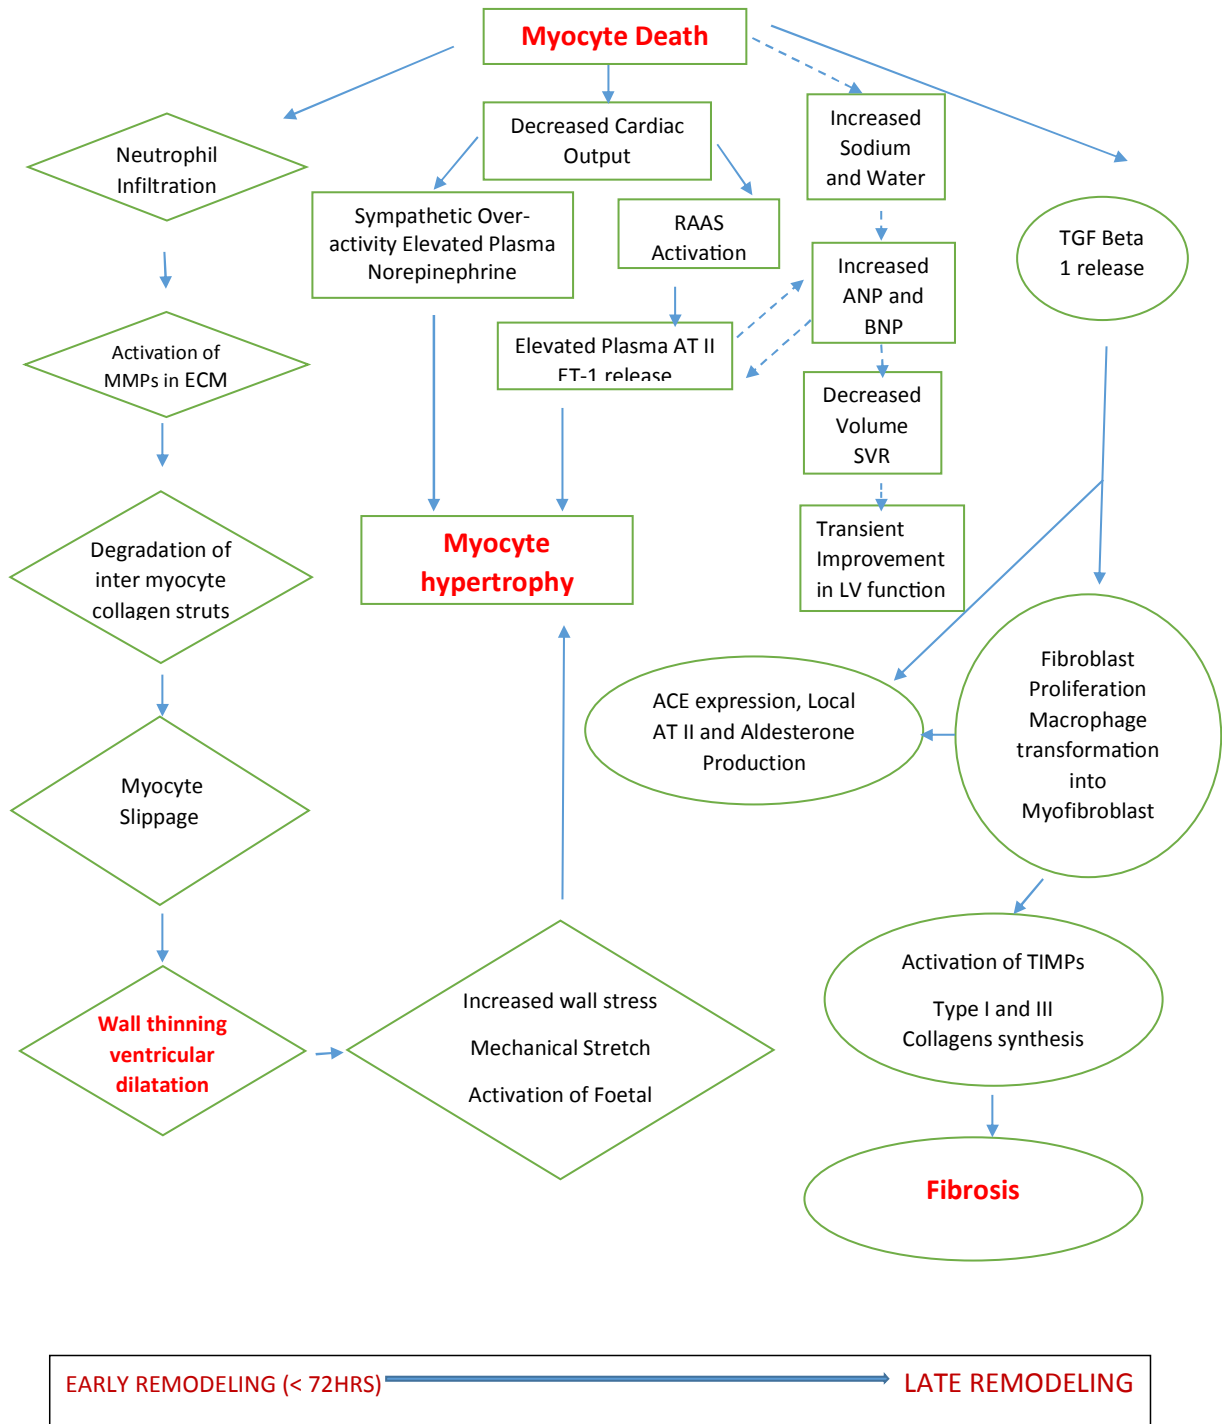 Myocyte Death
Neutrophil
Infiltration
Activation of
MMPs in ECM
Degradation of
inter myocyte
collagen struts
Myocyte
Slippage
Wall thinning
ventricular
dilatation
Decreased Cardiac
Output
Sympathetic Over-
activity Elevated Plasma
Norepinephrine
RAAS
Activation
Elevated Plasma AT II
ET-1 release
Myocyte
hypertrophy
Increased wall stress
Mechanical Stretch
Activation of Foetal
Increased
Sodium
and Water
Increased
ANP and
BNP
Decreased
Volume
SVR
Transient
Improvement
in LV function
TGF Beta
1 release
ACE expression, Local
AT II and Aldesterone
Production
Fibroblast
Proliferation
Macrophage
transformation
into
Myofibroblast
Activation of TIMPs
Type I and III
Collagens synthesis
Fibrosis
EARLY REMODELING (< 72HRS)
LATE REMODELING